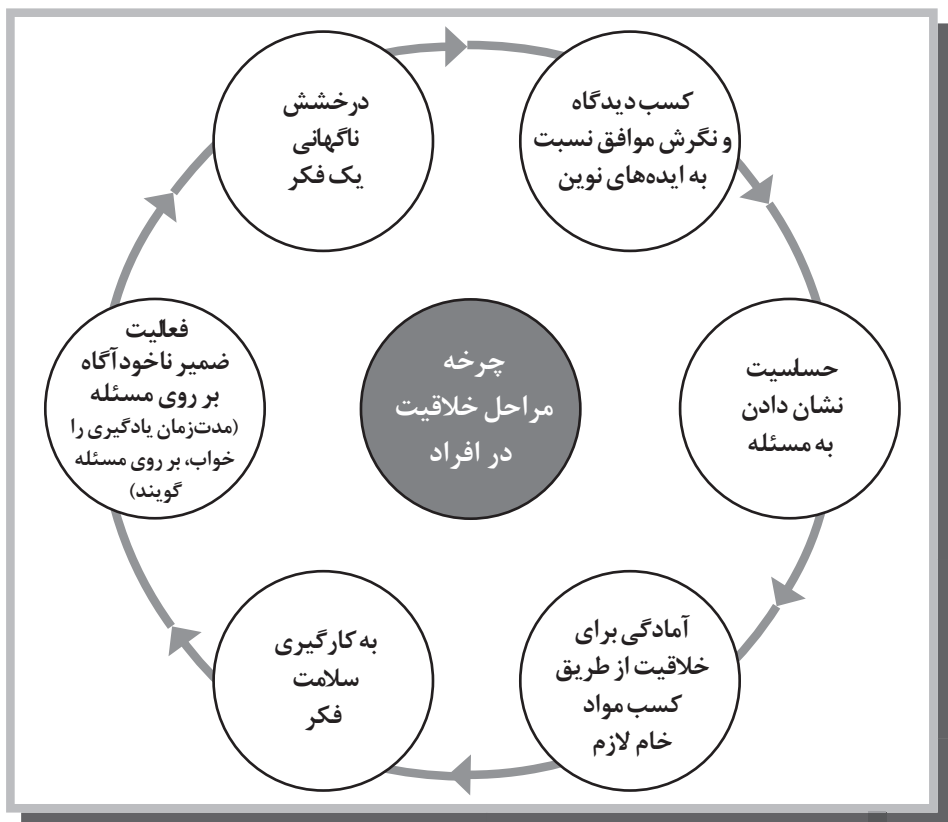 درخشش
ناگهانی
یک فکر
کسب دیدگاه
و نگرش موافق نسبت
به ایده‌های نوین
حساسیت
نشان دادن
به مسئله
آمادگی برای
خلاقیت از طریق
کسب مواد
خام لازم
به کارگیری
سلامت
فکر
فعالیت
ضمیر ناخودآگاه
بر روی مسئله
(مدت‌زمان یادگیری را
خواب، بر روی مسئله
گویند)
چرخه
مراحل خلاقیت
در افراد